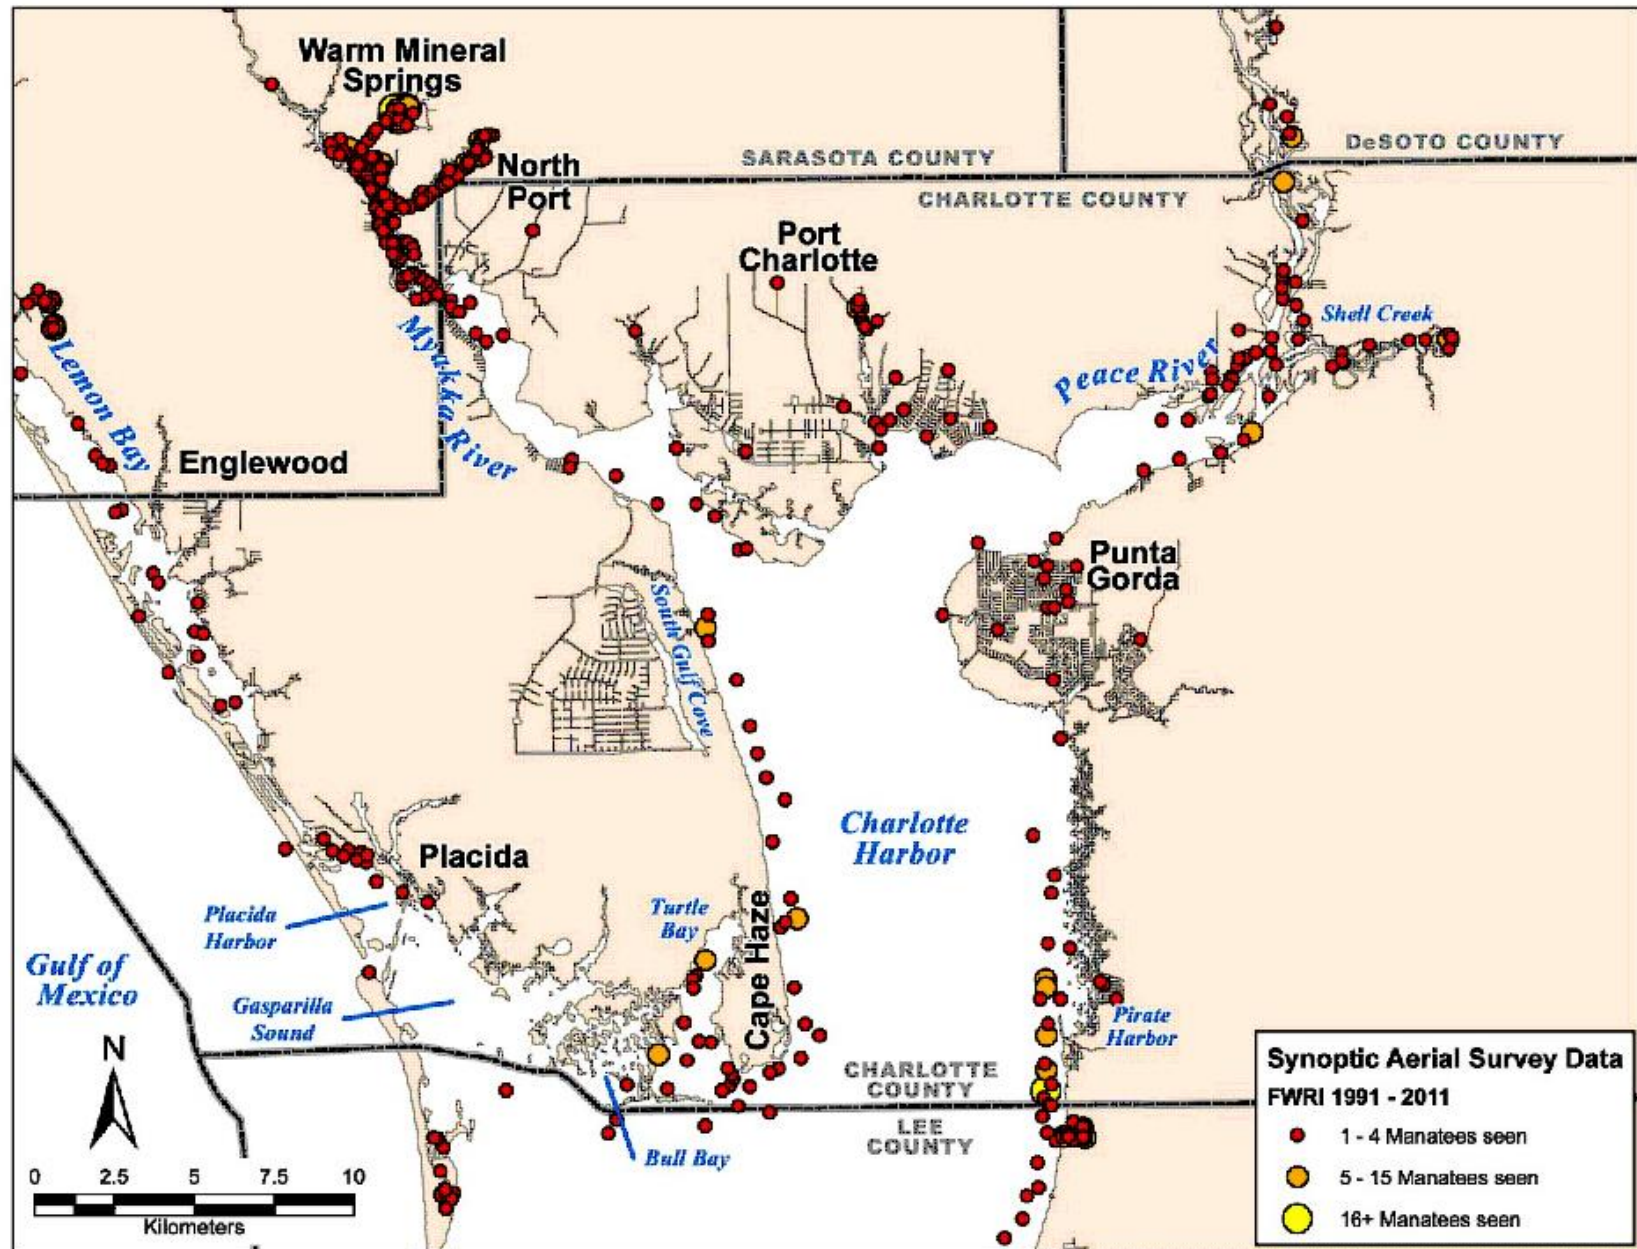 Warm Mineral
Springs
North
Port
SARASOTA COUNTY
DeSOTO COUNTY
CHARLOTTE COUNTY
Port
Charlotte
Shell Creek
Peace River
Lemon Bay
Myakka River
Englewood
Punta
Gorda
South Gulf Cove
Charlotte
Harbor
Placida
Placida
Harbor
Turtle
Bay
Cape Haze
Gulf of
Mexico
Gasparilla
Sound
Pirate
Harbor
N
CHARLOTTE
COUNTY
LEE
COUNTY
Bull Bay
0 2.5 5 7.5 10
Kilometers
Synoptic Aerial Survey Data
FWRI 1991 - 2011
1 - 4 Manatees seen
5 - 15 Manatees seen
16+ Manatees seen